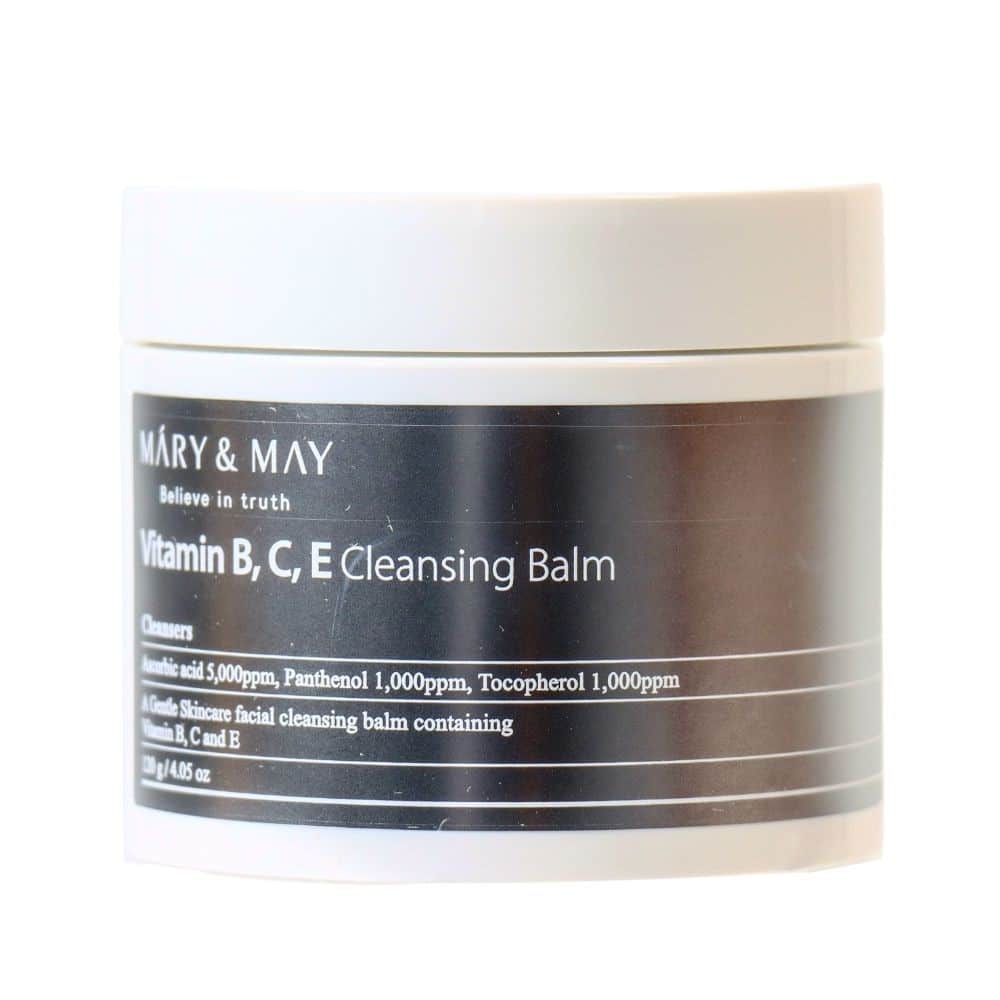 MÁRY & MAY
Believe in truth
Vitamin B, C, E Cleansing Balm
Cleansers
Ascorbic acid 5,000ppm, Panthenol 1,000ppm, Tocopherol 1,000ppm
A Gentle Skincare facial cleansing balm containing
Vitamin B, C and E
120 g / 4.05 oz